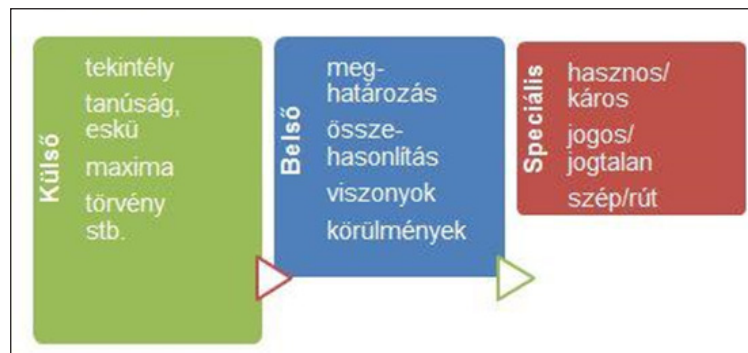 Külső
tekintély
tanúság,
eskü
maxima
törvény
stb.
Belső
meg-
határozás
össze-
hasonlítás
viszonyok
körülmények
Speciális
hasznos/
káros
jogos/
jogtalan
szép/rút